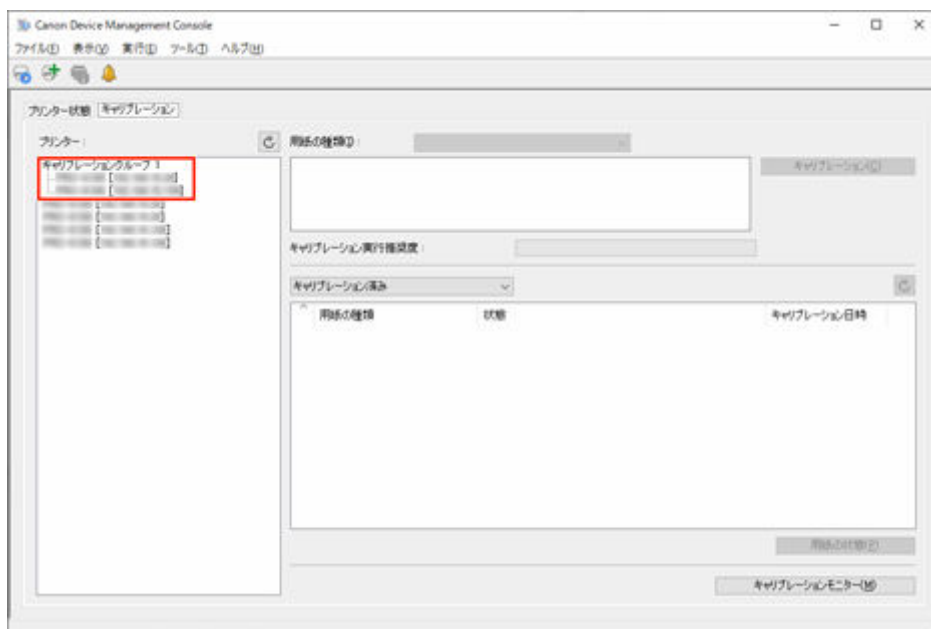 Canon Device Management Console
ファイル(F) 表示(V) 実行(E) ツール(T) ヘルプ(H)
プリンター状態 キャリブレーション
プリンター:
用紙の種類(I):
キャリブレーショングループ 1
キャリブレーション(C)
キャリブレーション実行推奨度:
キャリブレーション済み
用紙の種類 状態 キャリブレーション日時
用紙の状態(P)
キャリブレーションモニター(M)